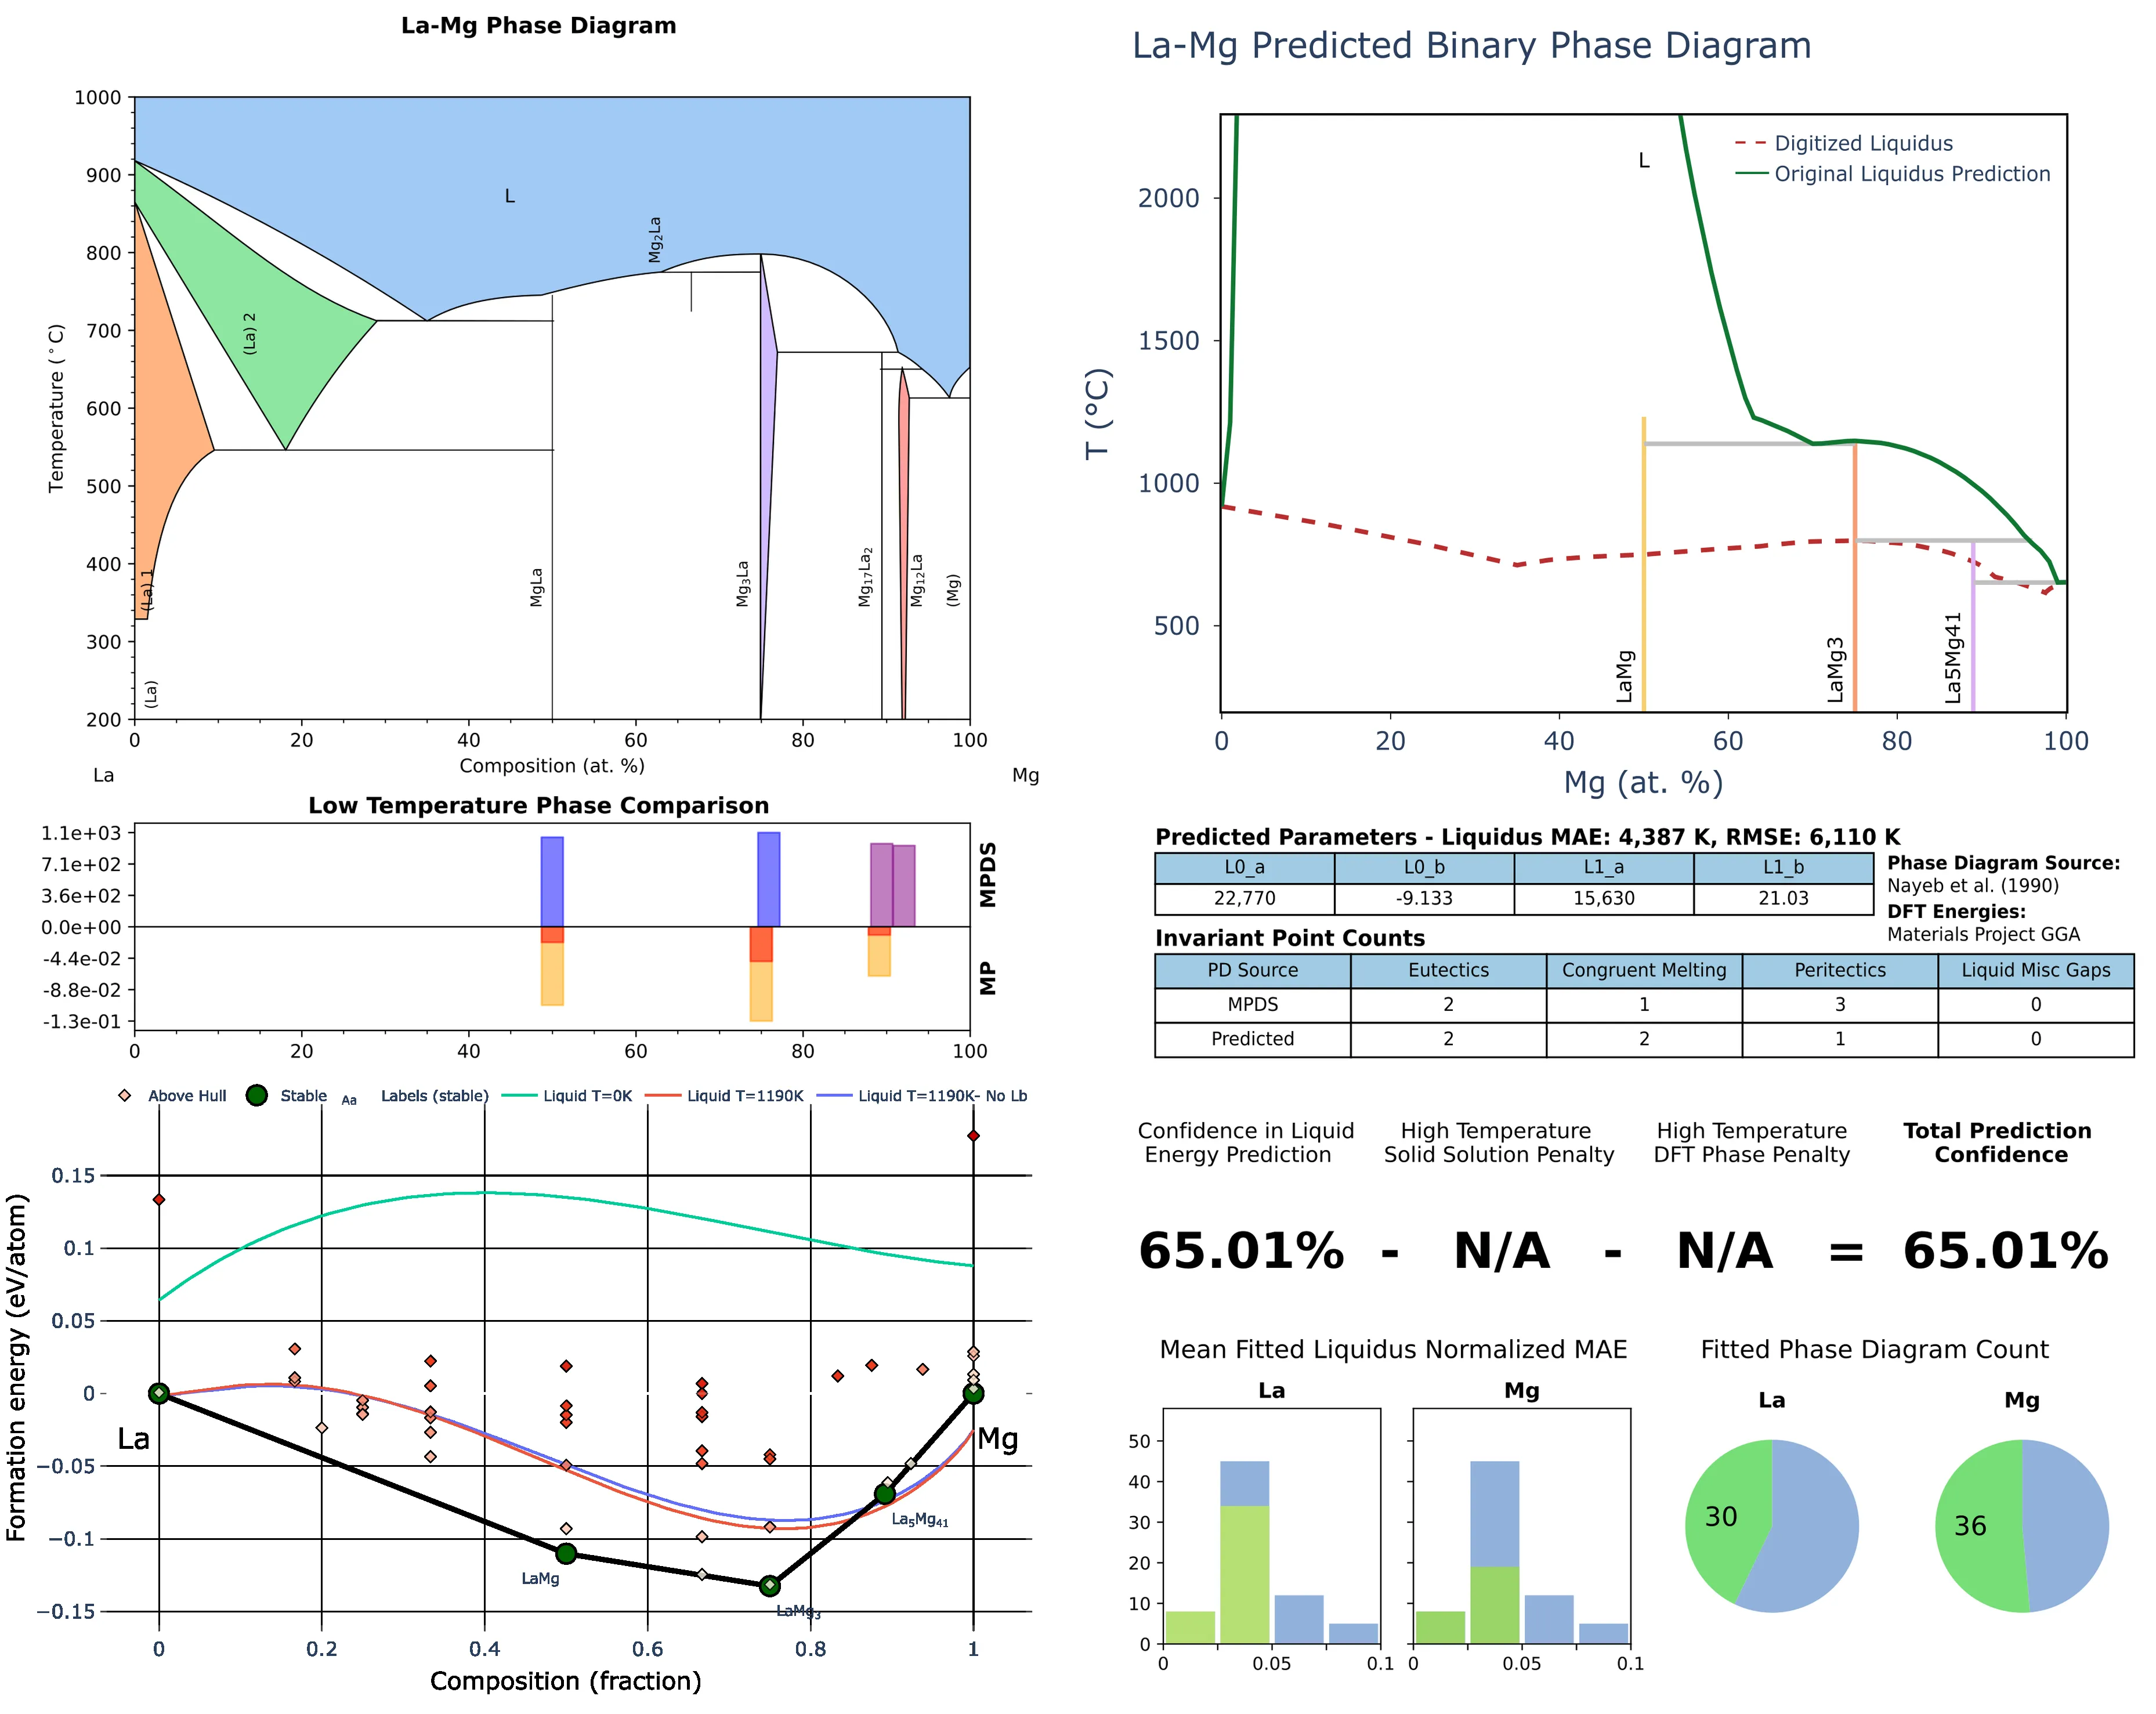 La-Mg Phase Diagram
1000
900
800
700
600
500
400
300
200
Temperature (°C)
L
Mg₂La
(La) 2
(La) 1
(La)
MgLa
Mg₃La
Mg₁₇La₂
Mg₁₂La
(Mg)
0 20 40 60 80 100
Composition (at. %)
La Mg
Low Temperature Phase Comparison
1.1e+03
7.1e+02
3.6e+02
0.0e+00
-4.4e-02
-8.8e-02
-1.3e-01
MPDS
MP
0 20 40 60 80 100
Above Hull Stable Aa Labels (stable) Liquid T=0K Liquid T=1190K Liquid T=1190K- No Lb
0.15
0.1
0.05
0
−0.05
−0.1
−0.15
Formation energy (eV/atom)
La
Mg
La₅Mg₄₁
LaMg
LaMg₃
0 0.2 0.4 0.6 0.8 1
Composition (fraction)
La-Mg Predicted Binary Phase Diagram
Digitized Liquidus
Original Liquidus Prediction
L
2000
1500
1000
500
T (°C)
LaMg
LaMg3
La5Mg41
0 20 40 60 80 100
Mg (at. %)
Predicted Parameters - Liquidus MAE: 4,387 K, RMSE: 6,110 K
L0_a L0_b L1_a L1_b
22,770 -9.133 15,630 21.03
Phase Diagram Source:
Nayeb et al. (1990)
DFT Energies:
Materials Project GGA
Invariant Point Counts
PD Source Eutectics Congruent Melting Peritectics Liquid Misc Gaps
MPDS 2 1 3 0
Predicted 2 2 1 0
Confidence in Liquid
Energy Prediction
High Temperature
Solid Solution Penalty
High Temperature
DFT Phase Penalty
Total Prediction
Confidence
65.01% - N/A - N/A = 65.01%
Mean Fitted Liquidus Normalized MAE
La Mg
50
40
30
20
10
0
0 0.05 0.1 0 0.05 0.1
Fitted Phase Diagram Count
La Mg
30 36